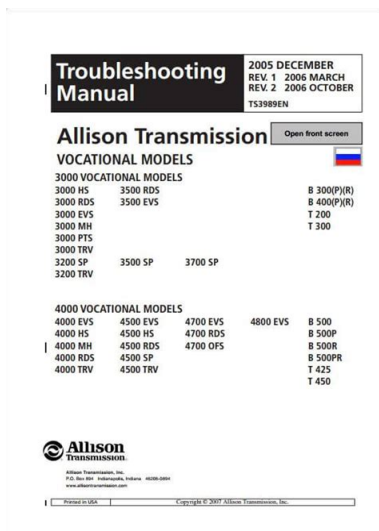 Troubleshooting
Manual
2005 DECEMBER
REV. 1 2006 MARCH
REV. 2 2006 OCTOBER
TS3989EN
Allison Transmission
Open front screen
VOCATIONAL MODELS
3000 VOCATIONAL MODELS
3000 HS 3500 RDS B 300(P)(R)
3000 RDS 3500 EVS B 400(P)(R)
3000 EVS T 200
3000 MH T 300
3000 PTS
3000 TRV
3200 SP 3500 SP 3700 SP
3200 TRV
4000 VOCATIONAL MODELS
4000 EVS 4500 EVS 4700 EVS 4800 EVS B 500
4000 HS 4500 HS 4700 RDS B 500P
4000 MH 4500 RDS 4700 OFS B 500R
4000 RDS 4500 SP B 500PR
4000 TRV 4500 TRV T 425
T 450
Allison
Transmission.
Allison Transmission, Inc.
P.O. Box 894 Indianapolis, Indiana 46206-0894
www.allisontransmission.com
Printed in USA Copyright © 2007 Allison Transmission, Inc.